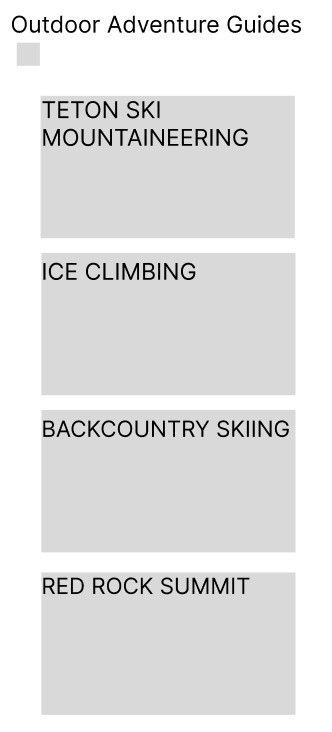 Outdoor Adventure Guides
TETON SKI
MOUNTAINEERING
ICE CLIMBING
BACKCOUNTRY SKIING
RED ROCK SUMMIT